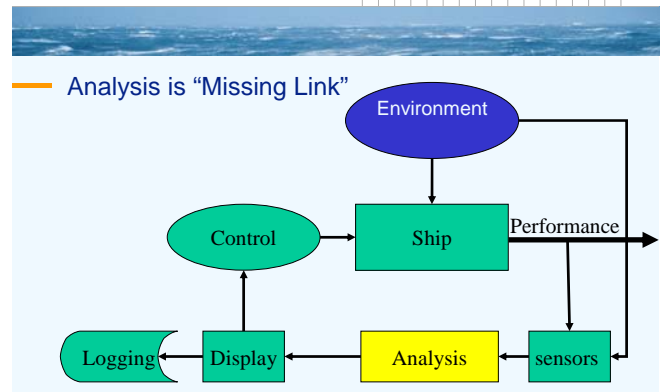 Analysis is “Missing Link”
Environment
Performance
Control
Ship
Logging
Display
Analysis
sensors